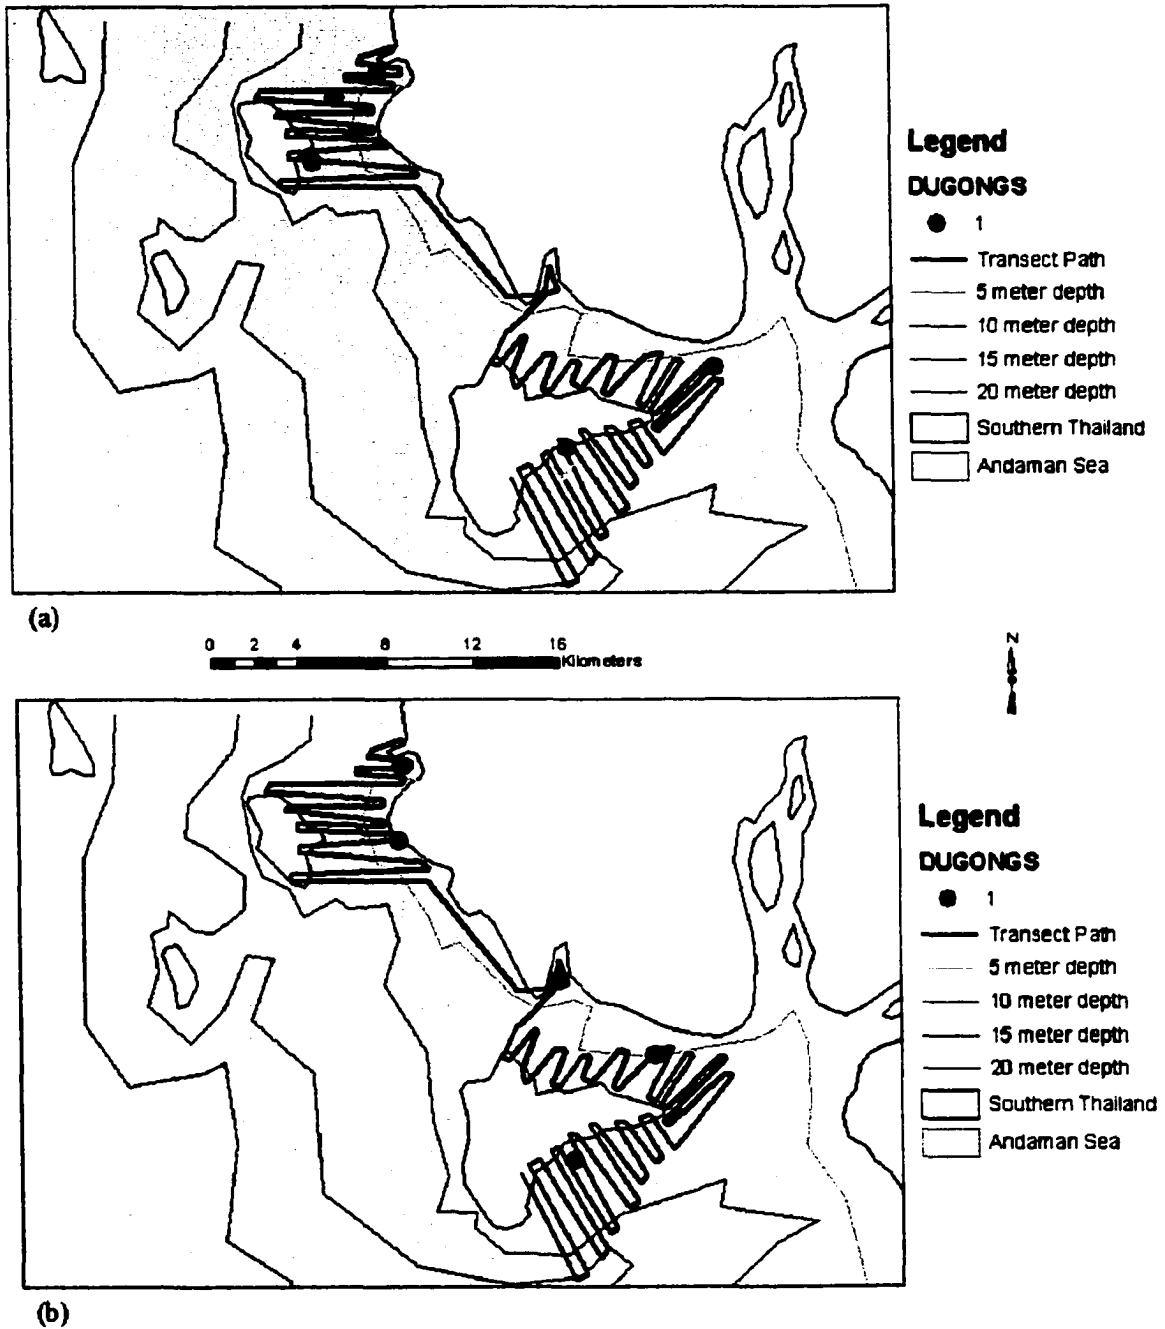 Legend
DUGONGS
1
Transect Path
5 meter depth
10 meter depth
15 meter depth
20 meter depth
Southern Thailand
Andaman Sea
(a)
0 2 4 8 12 16
Kilometers
N
Legend
DUGONGS
1
Transect Path
5 meter depth
10 meter depth
15 meter depth
20 meter depth
Southern Thailand
Andaman Sea
(b)